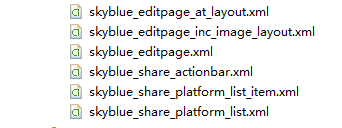 skyblue_editpage_at_layout.xml
skyblue_editpage_inc_image_layout.xml
skyblue_editpage.xml
skyblue_share_actionbar.xml
skyblue_share_platform_list_item.xml
skyblue_share_platform_list.xml